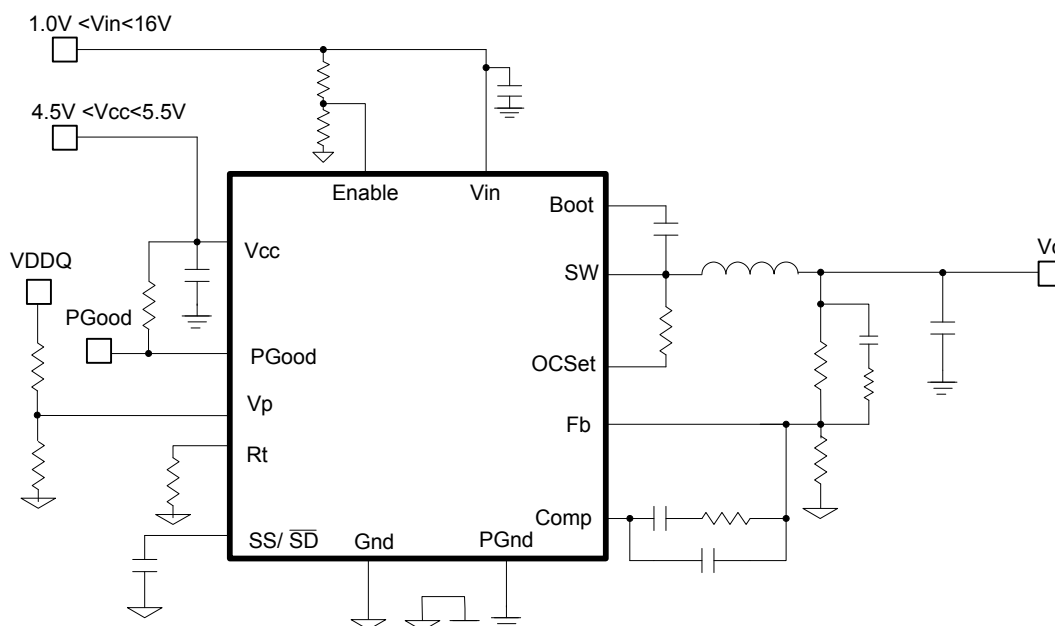 1.0V <Vin<16V
4.5V <Vcc<5.5V
Enable
Vin
Boot
Vcc
SW
VDDQ
PGood
PGood
OCSet
Vp
Fb
Rt
Comp
SS/ SD
Gnd
PGnd